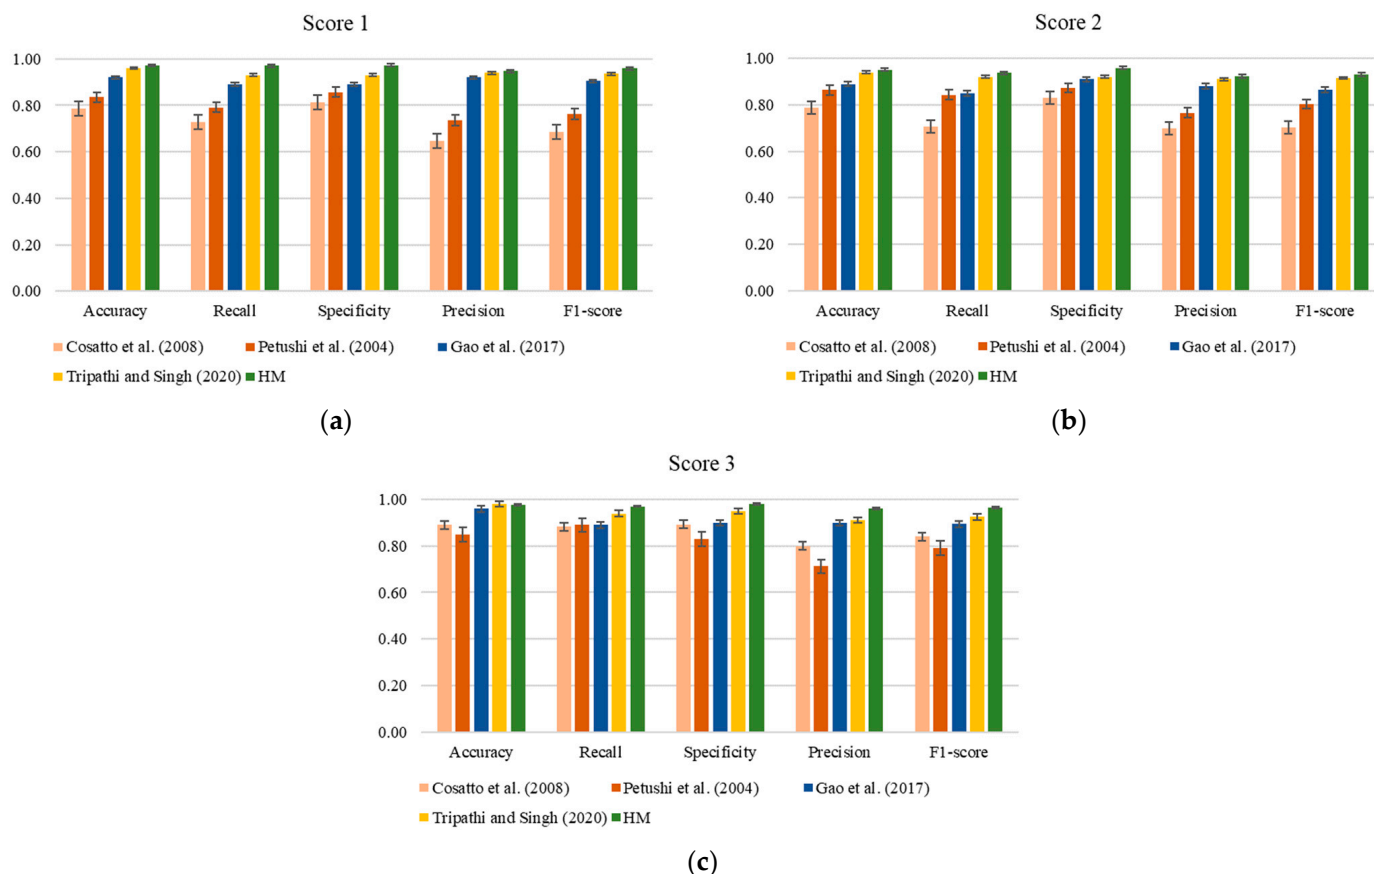 Score 1
1.00
0.80
0.60
0.40
0.20
0.00
Accuracy Recall Specificity Precision F1-score
Cosatto et al. (2008) Petushi et al. (2004) Gao et al. (2017)
Tripathi and Singh (2020) HM
(a)
Score 2
1.00
0.80
0.60
0.40
0.20
0.00
Accuracy Recall Specificity Precision F1-score
Cosatto et al. (2008) Petushi et al. (2004) Gao et al. (2017)
Tripathi and Singh (2020) HM
(b)
Score 3
1.00
0.80
0.60
0.40
0.20
0.00
Accuracy Recall Specificity Precision F1-score
Cosatto et al. (2008) Petushi et al. (2004) Gao et al. (2017)
Tripathi and Singh (2020) HM
(c)